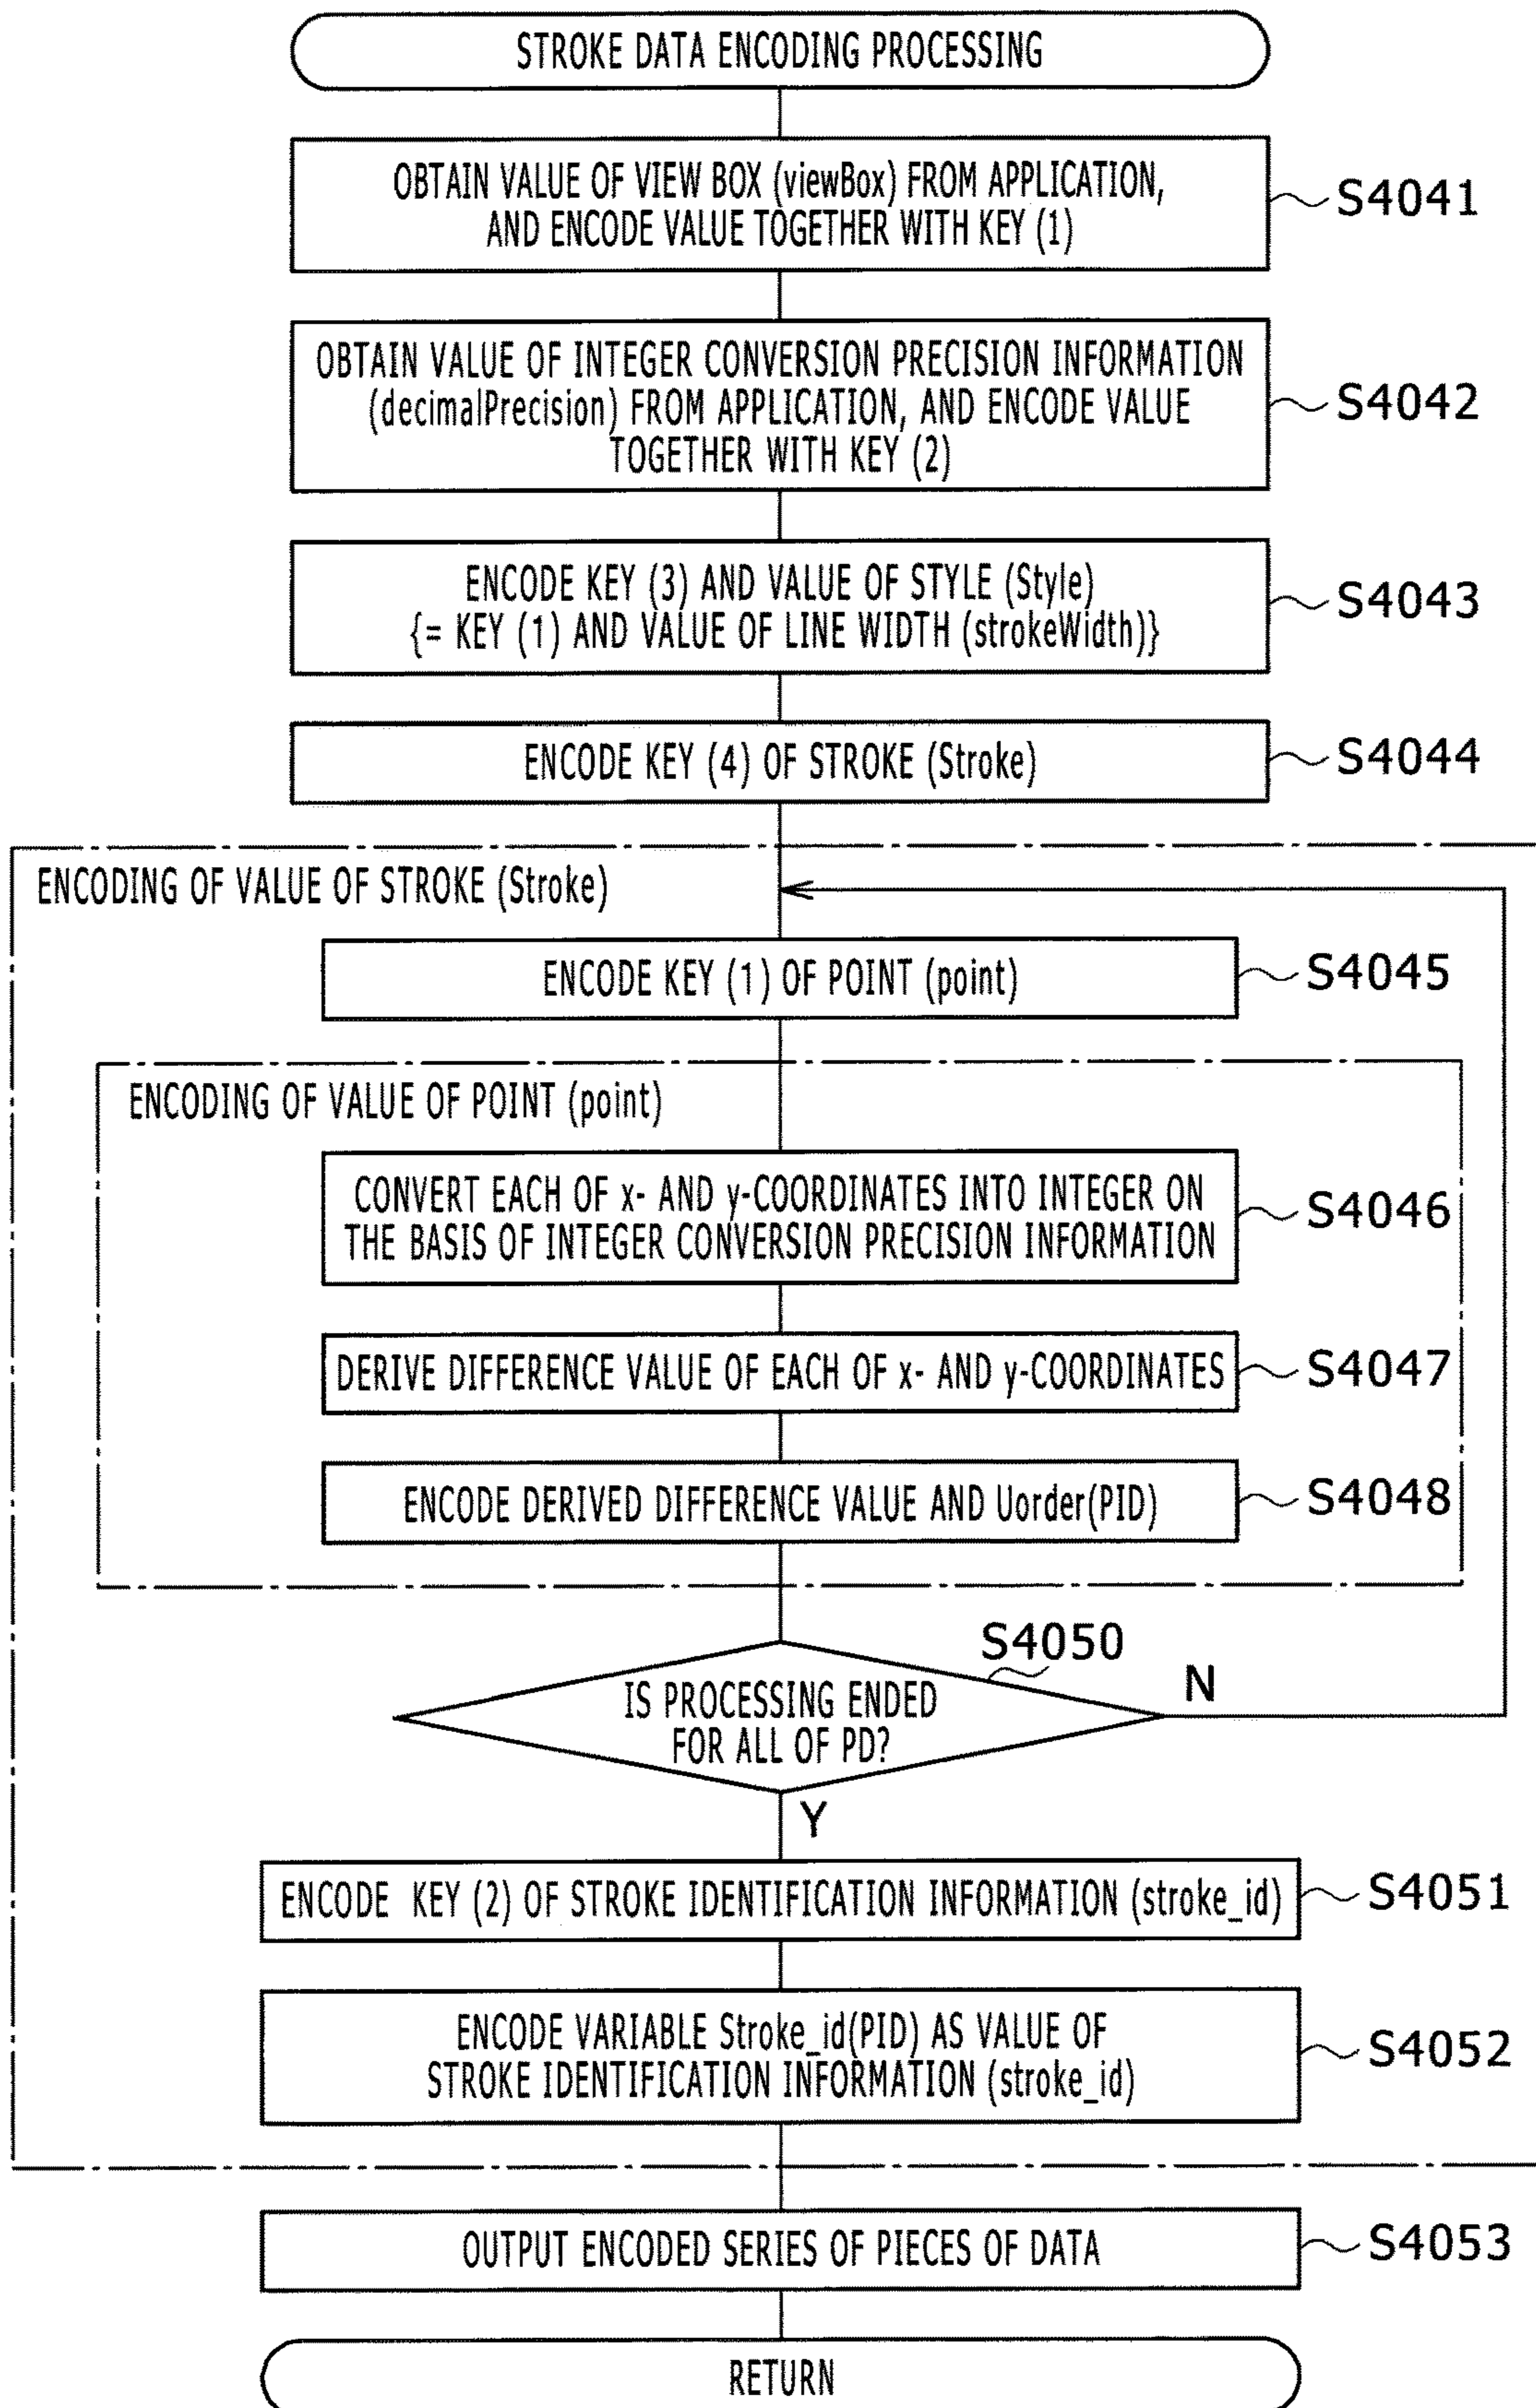 STROKE DATA ENCODING PROCESSING
OBTAIN VALUE OF VIEW BOX (viewBox) FROM APPLICATION,
AND ENCODE VALUE TOGETHER WITH KEY (1)
S4041
OBTAIN VALUE OF INTEGER CONVERSION PRECISION INFORMATION
(decimalPrecision) FROM APPLICATION, AND ENCODE VALUE
TOGETHER WITH KEY (2)
S4042
ENCODE KEY (3) AND VALUE OF STYLE (Style)
{= KEY (1) AND VALUE OF LINE WIDTH (strokeWidth)}
S4043
ENCODE KEY (4) OF STROKE (Stroke)
S4044
ENCODING OF VALUE OF STROKE (Stroke)
ENCODE KEY (1) OF POINT (point)
S4045
ENCODING OF VALUE OF POINT (point)
CONVERT EACH OF x- AND y-COORDINATES INTO INTEGER ON
THE BASIS OF INTEGER CONVERSION PRECISION INFORMATION
S4046
DERIVE DIFFERENCE VALUE OF EACH OF x- AND y-COORDINATES
S4047
ENCODE DERIVED DIFFERENCE VALUE AND Uorder(PID)
S4048
S4050
IS PROCESSING ENDED
FOR ALL OF PD?
N
Y
ENCODE KEY (2) OF STROKE IDENTIFICATION INFORMATION (stroke_id)
S4051
ENCODE VARIABLE Stroke_id(PID) AS VALUE OF
STROKE IDENTIFICATION INFORMATION (stroke_id)
S4052
OUTPUT ENCODED SERIES OF PIECES OF DATA
S4053
RETURN